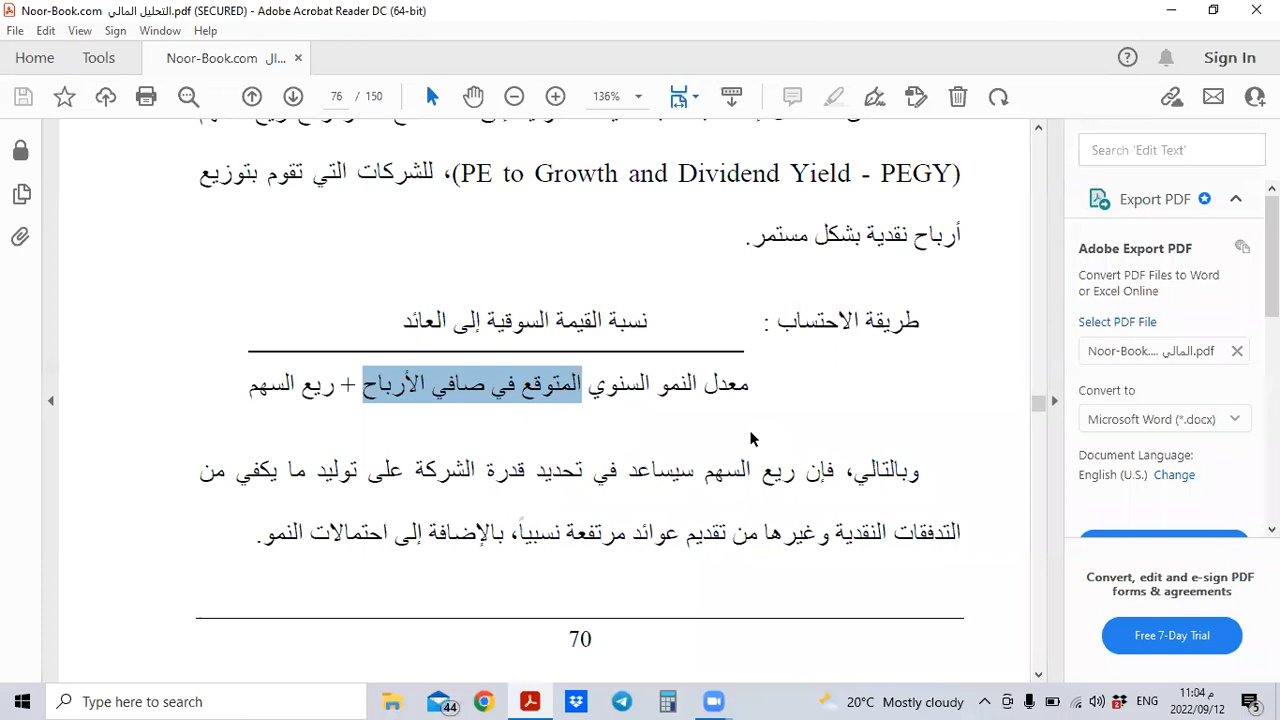 Noor-Book.com التحليل المالي.pdf (SECURED) - Adobe Acrobat Reader DC (64-bit)
File Edit View Sign Window Help
Home Tools Noor-Book.com ال... Sign In
76 / 150 136%
(PE to Growth and Dividend Yield - PEGY)، للشركات التي تقوم بتوزيع
أرباح نقدية بشكل مستمر.
طريقة الاحتساب : نسبة القيمة السوقية إلى العائد
معدل النمو السنوي المتوقع في صافي الأرباح + ريع السهم
وبالتالي، فإن ريع السهم سيساعد في تحديد قدرة الشركة على توليد ما يكفي من
التدفقات النقدية وغيرها من تقديم عوائد مرتفعة نسبياً، بالإضافة إلى احتمالات النمو.
70
Search 'Edit Text'
Export PDF
Adobe Export PDF
Convert PDF Files to Word
or Excel Online
Select PDF File
Noor-Book.... المالي.pdf
Convert to
Microsoft Word (*.docx)
Document Language:
English (U.S.) Change
Convert, edit and e-sign PDF
forms & agreements
Free 7-Day Trial
Type here to search
44
20°C Mostly cloudy
ENG
11:04 م
2022/09/12
5